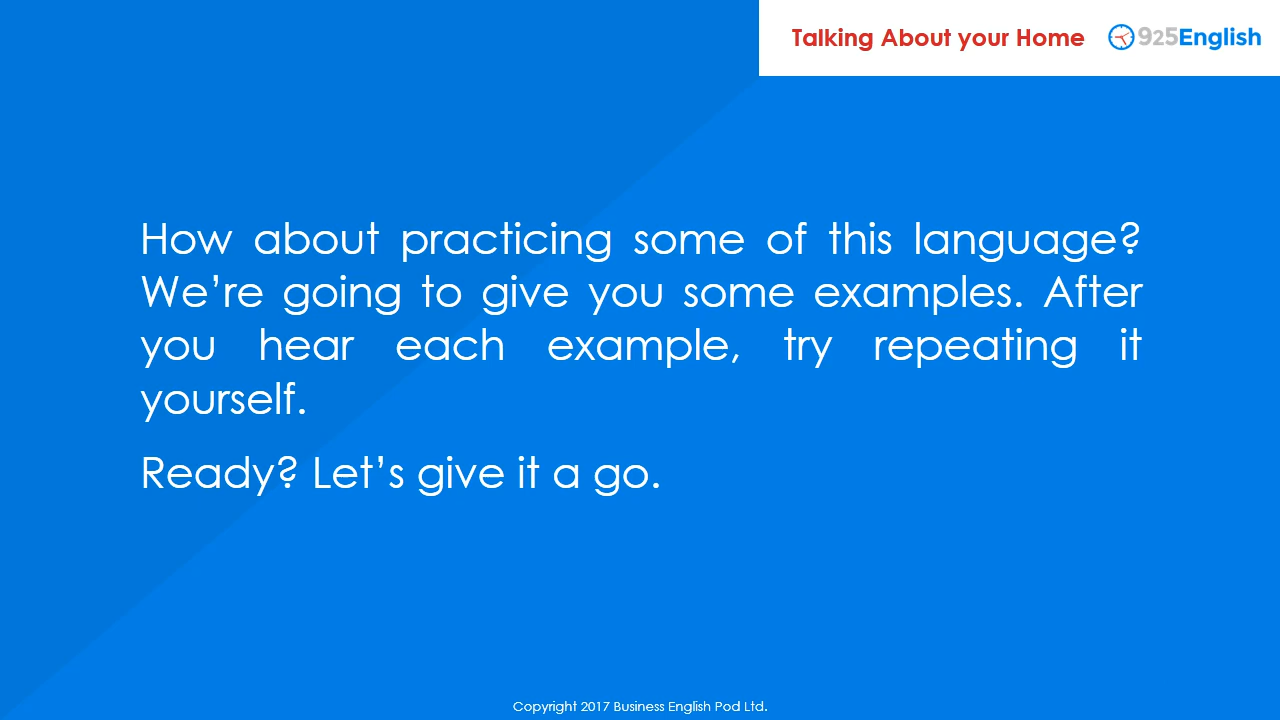 Talking About your Home
925English
How about practicing some of this language?
We’re going to give you some examples. After
you hear each example, try repeating it
yourself.
Ready? Let’s give it a go.
Copyright 2017 Business English Pod Ltd.